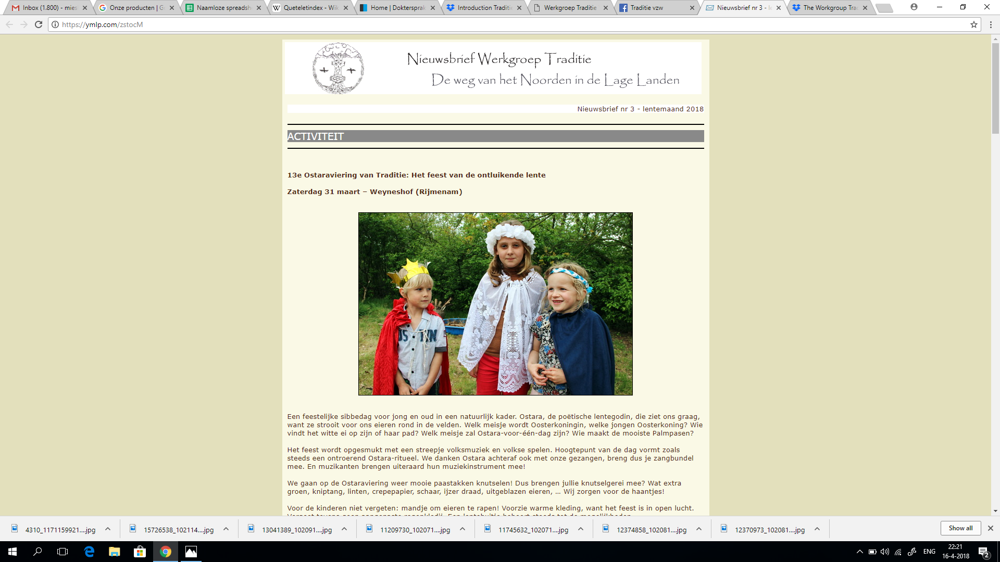 Inbox (1.800) - mies
Onze producten | G
Naamloze spreadshe
Queteletindex - Wik
Home | Doktersprak
Introduction Traditie
Werkgroep Traditie
Traditie vzw
Nieuwsbrief nr 3 - le
The Workgroup Trad
https://ymlp.com/zstocM
Nieuwsbrief Werkgroep Traditie
De weg van het Noorden in de Lage Landen
Nieuwsbrief nr 3 - lentemaand 2018
ACTIVITEIT
13e Ostaraviering van Traditie: Het feest van de ontluikende lente
Zaterdag 31 maart – Weyneshof (Rijmenam)
Een feestelijke sibbedag voor jong en oud in een natuurlijk kader. Ostara, de poëtische lentegodin, die ziet ons graag,
want ze strooit voor ons eieren rond in de velden. Welk meisje wordt Oosterkoningin, welke jongen Oosterkoning? Wie
vindt het witte ei op zijn of haar pad? Welk meisje zal Ostara-voor-één-dag zijn? Wie maakt de mooiste Palmpasen?
Het feest wordt opgesmukt met een streepje volksmuziek en volkse spelen. Hoogtepunt van de dag vormt zoals
steeds een ontroerend Ostara-ritueel. We danken Ostara achteraf ook met onze gezangen, breng dus je zangbundel
mee. En muzikanten brengen uiteraard hun muziekinstrument mee!
We gaan op de Ostaraviering weer mooie paastakken knutselen! Dus brengen jullie knutselgerei mee? Wat extra
groen, kniptang, linten, crepepapier, schaar, ijzer draad, uitgeblazen eieren, … Wij zorgen voor de haantjes!
Voor de kinderen niet vergeten: mandje om eieren te rapen! Voorzie warme kleding, want het feest is in open lucht.
4310_1171159921....jpg
15726538_102114....jpg
13041389_102091....jpg
11209730_102071....jpg
11745632_102071....jpg
12374858_102081....jpg
12370973_102081....jpg
Show all
ENG
22:21
16-4-2018
2